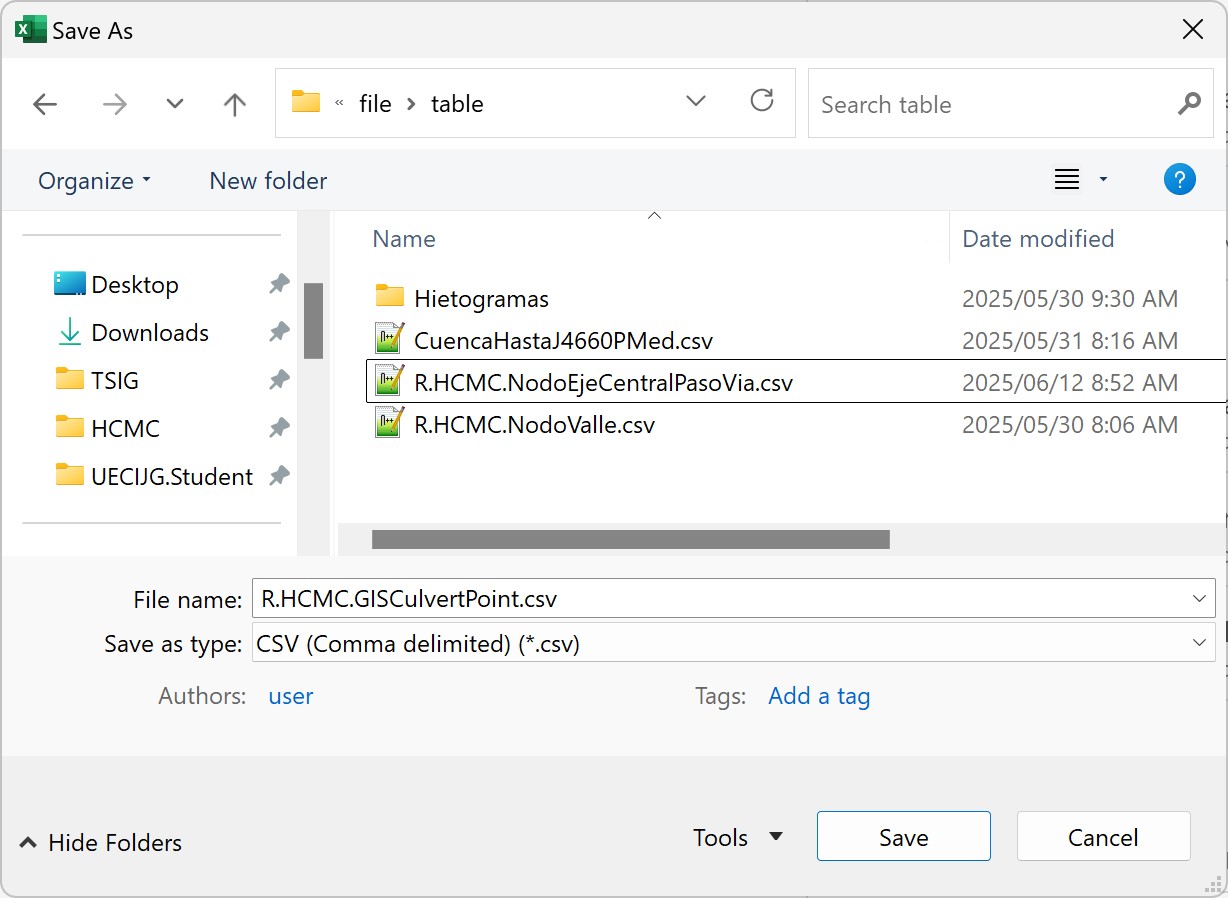 Save As
« file > table
Search table
Organize
New folder
?
Name
Date modified
Desktop
Downloads
TSIG
HCMC
UECIJG.Student
Hietogramas 2025/05/30 9:30 AM
CuencaHastaJ4660PMed.csv 2025/05/31 8:16 AM
R.HCMC.NodoEjeCentralPasoVia.csv 2025/06/12 8:52 AM
R.HCMC.NodoValle.csv 2025/05/30 8:06 AM
File name: R.HCMC.GISCulvertPoint.csv
Save as type: CSV (Comma delimited) (*.csv)
Authors: user
Tags: Add a tag
Hide Folders
Tools
Save
Cancel